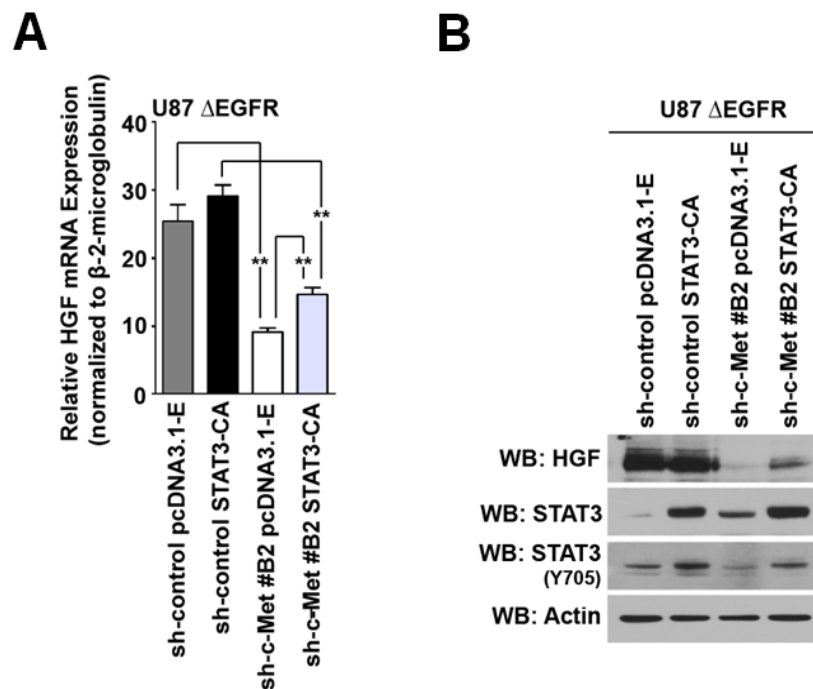 A
U87 ΔEGFR
Relative HGF mRNA Expression
(normalized to β-2-microglobulin)
40
30
20
10
0
**
**
**
sh-control pcDNA3.1-E
sh-control STAT3-CA
sh-c-Met #B2 pcDNA3.1-E
sh-c-Met #B2 STAT3-CA
B
U87 ΔEGFR
sh-control pcDNA3.1-E
sh-control STAT3-CA
sh-c-Met #B2 pcDNA3.1-E
sh-c-Met #B2 STAT3-CA
WB: HGF
WB: STAT3
WB: STAT3
(Y705)
WB: Actin